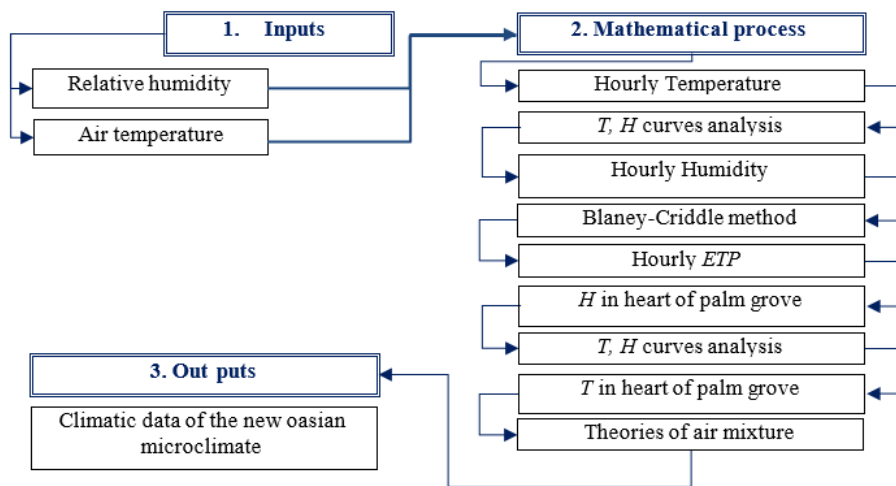 1. Inputs
Relative humidity
Air temperature
2. Mathematical process
Hourly Temperature
T, H curves analysis
Hourly Humidity
Blaney-Criddle method
Hourly ETP
H in heart of palm grove
T, H curves analysis
T in heart of palm grove
Theories of air mixture
3. Out puts
Climatic data of the new oasian
microclimate